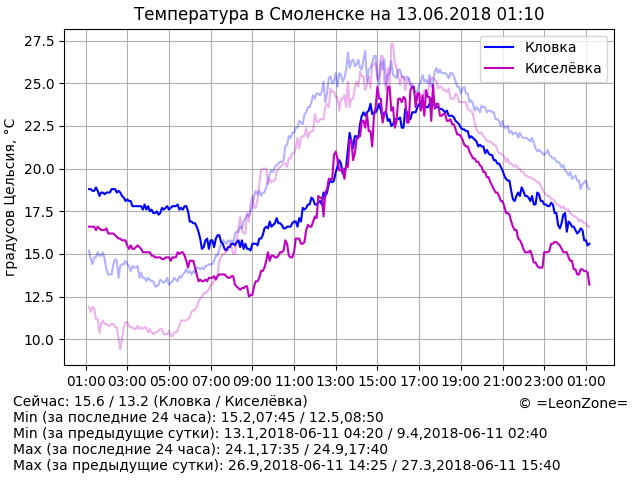 Температура в Смоленске на 13.06.2018 01:10
градусов Цельсия, °C
27.5
25.0
22.5
20.0
17.5
15.0
12.5
10.0
Кловка
Киселёвка
01:00 03:00 05:00 07:00 09:00 11:00 13:00 15:00 17:00 19:00 21:00 23:00 01:00
© =LeonZone=
Сейчас: 15.6 / 13.2 (Кловка / Киселёвка)
Min (за последние 24 часа): 15.2,07:45 / 12.5,08:50
Min (за предыдущие сутки): 13.1,2018-06-11 04:20 / 9.4,2018-06-11 02:40
Max (за последние 24 часа): 24.1,17:35 / 24.9,17:40
Max (за предыдущие сутки): 26.9,2018-06-11 14:25 / 27.3,2018-06-11 15:40